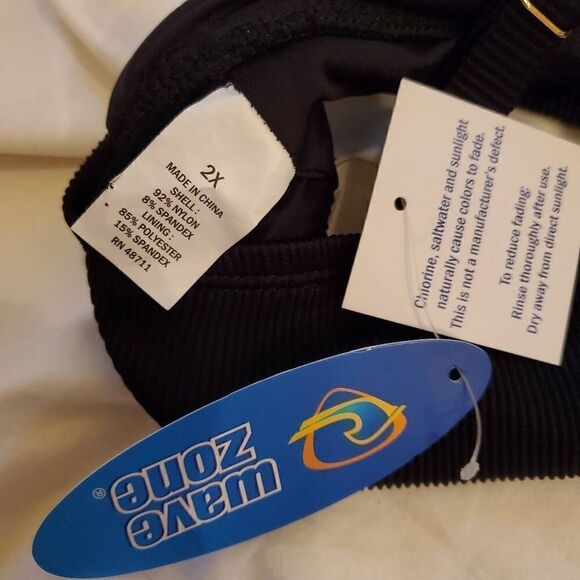 2X
MADE IN CHINA
SHELL :
92% NYLON
8% SPANDEX
LINING :
85% POLYESTER
15% SPANDEX
RN 48711
Chlorine, saltwater and sunlight
naturally cause colors to fade.
This is not a manufacturer's defect.
To reduce fading:
Rinse thoroughly after use.
Dry away from direct sunlight.
wave
zone®